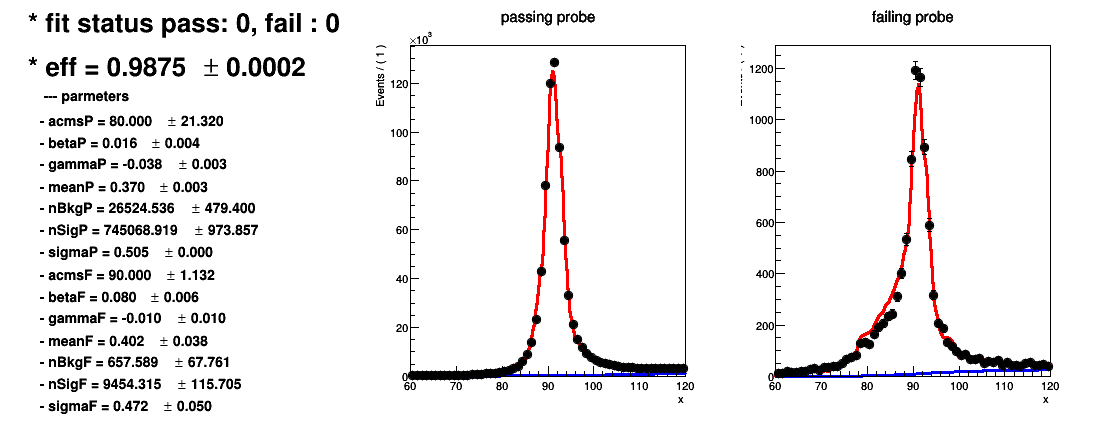 * fit status pass: 0, fail : 0
* eff = 0.9875 ± 0.0002
--- parmeters
- acmsP = 80.000 ± 21.320
- betaP = 0.016 ± 0.004
- gammaP = -0.038 ± 0.003
- meanP = 0.370 ± 0.003
- nBkgP = 26524.536 ± 479.400
- nSigP = 745068.919 ± 973.857
- sigmaP = 0.505 ± 0.000
- acmsF = 90.000 ± 1.132
- betaF = 0.080 ± 0.006
- gammaF = -0.010 ± 0.010
- meanF = 0.402 ± 0.038
- nBkgF = 657.589 ± 67.761
- nSigF = 9454.315 ± 115.705
- sigmaF = 0.472 ± 0.050
passing probe
×10³
Events / ( 1 )
120
100
80
60
40
20
0
60 70 80 90 100 110 120
x
failing probe
1200
1000
800
600
400
200
0
60 70 80 90 100 110 120
x